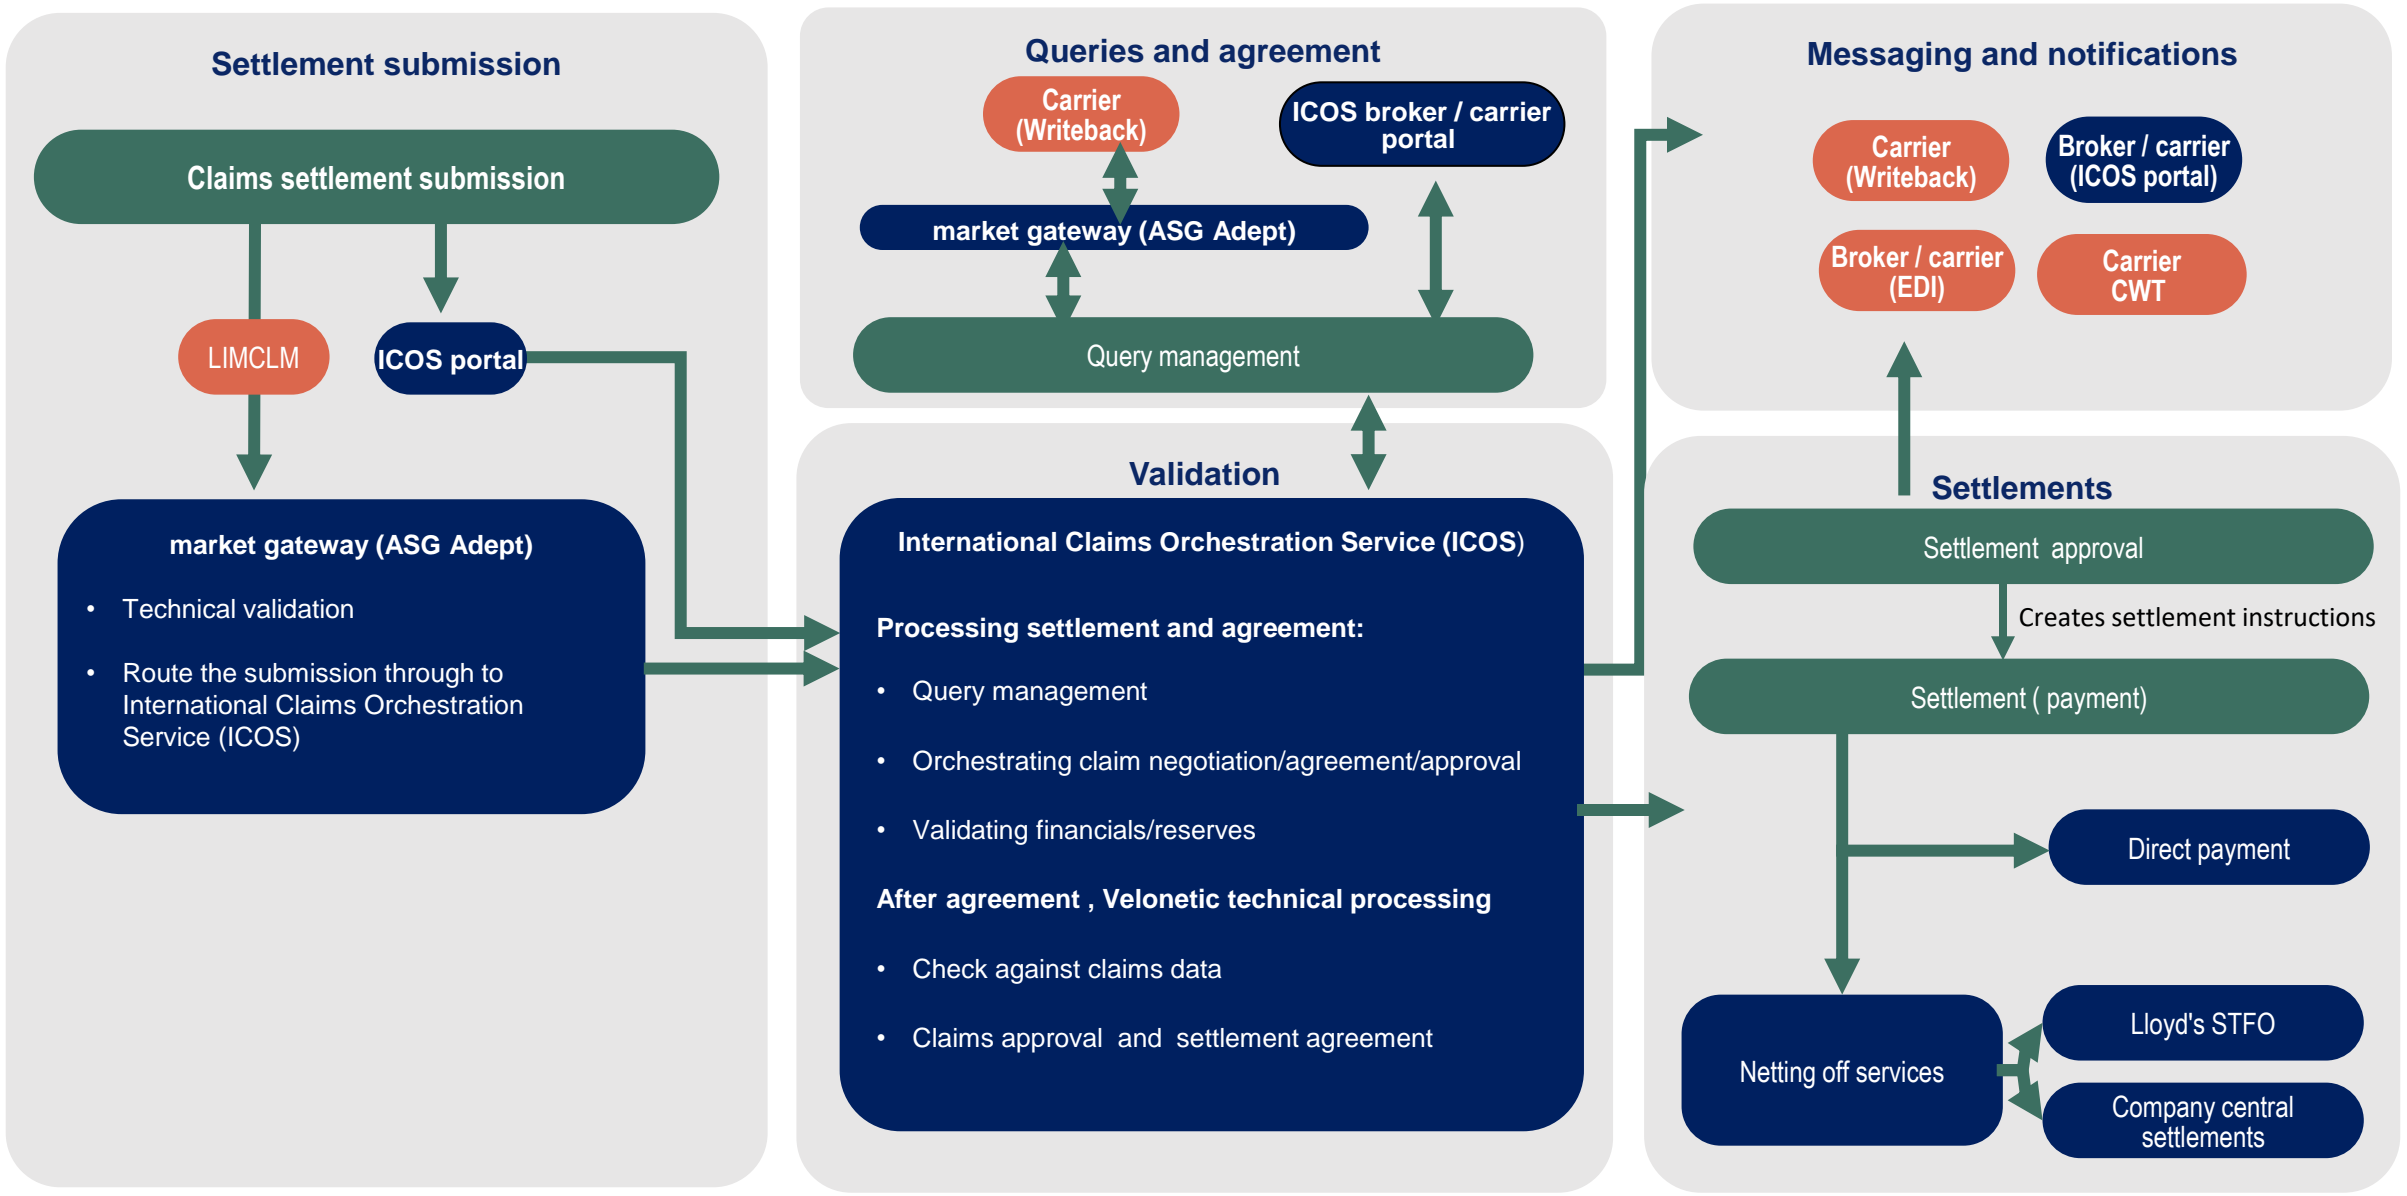 Settlement submission
Claims settlement submission
LIMCLM
ICOS portal
market gateway (ASG Adept)
• Technical validation
• Route the submission through to
International Claims Orchestration
Service (ICOS)
Queries and agreement
Carrier
(Writeback)
ICOS broker / carrier
portal
market gateway (ASG Adept)
Query management
Validation
International Claims Orchestration Service (ICOS)
Processing settlement and agreement:
• Query management
• Orchestrating claim negotiation/agreement/approval
• Validating financials/reserves
After agreement , Velonetic technical processing
• Check against claims data
• Claims approval and settlement agreement
Messaging and notifications
Carrier
(Writeback)
Broker / carrier
(ICOS portal)
Broker / carrier
(EDI)
Carrier
CWT
Settlements
Settlement approval
Creates settlement instructions
Settlement ( payment)
Direct payment
Netting off services
Lloyd's STFO
Company central
settlements